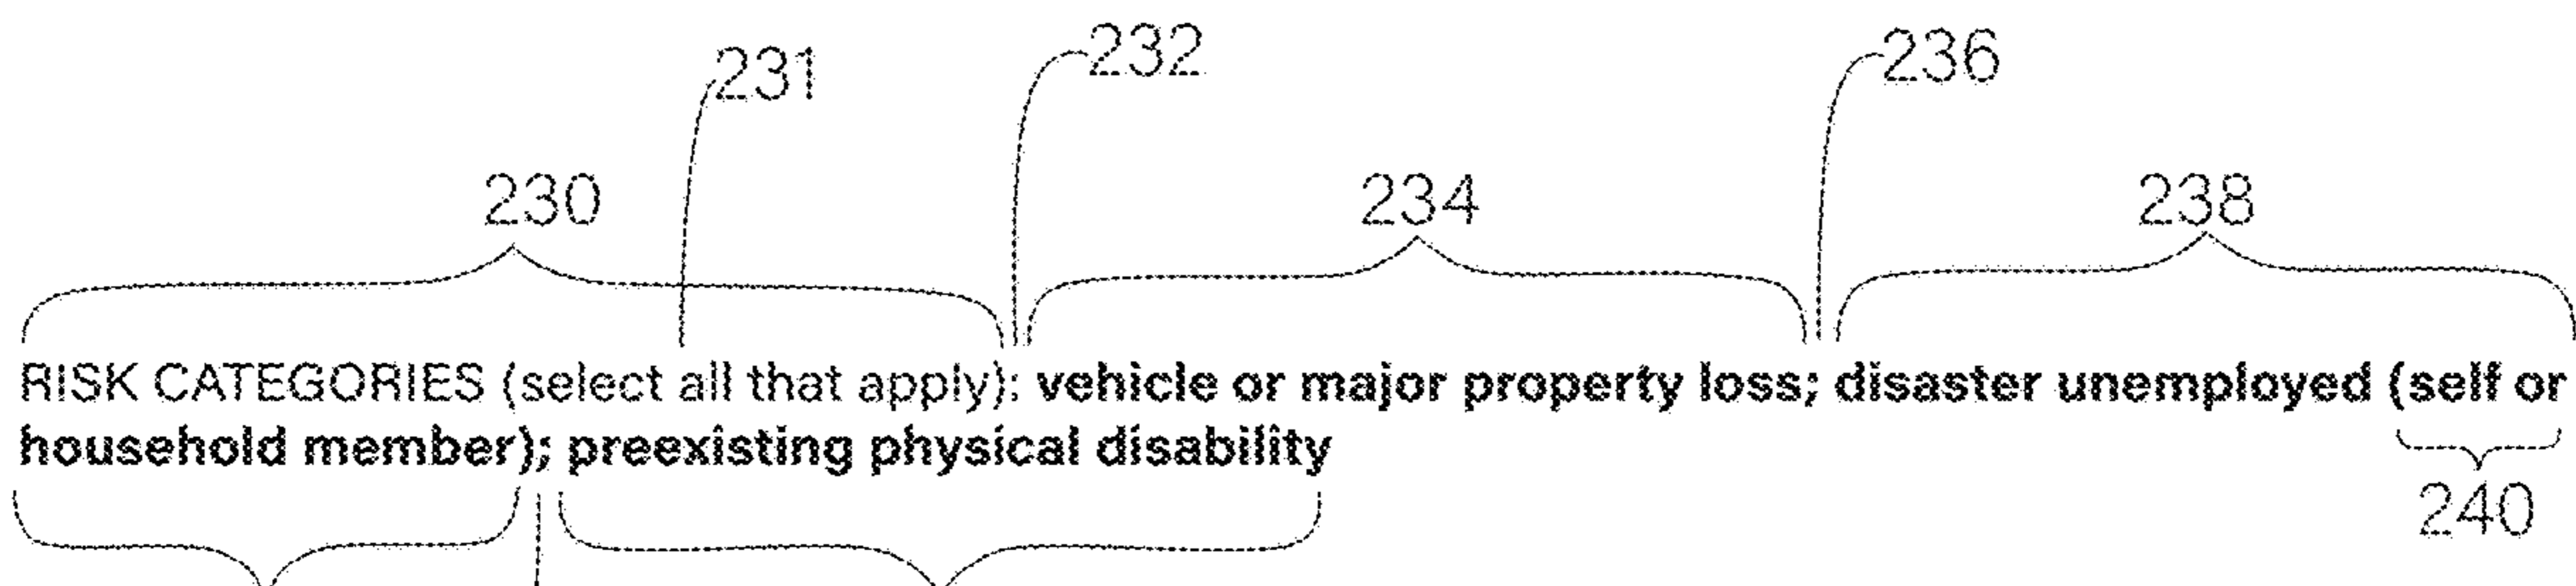 231 232 236
230 234 238
RISK CATEGORIES (select all that apply): vehicle or major property loss; disaster unemployed (self or
household member); preexisting physical disability
240